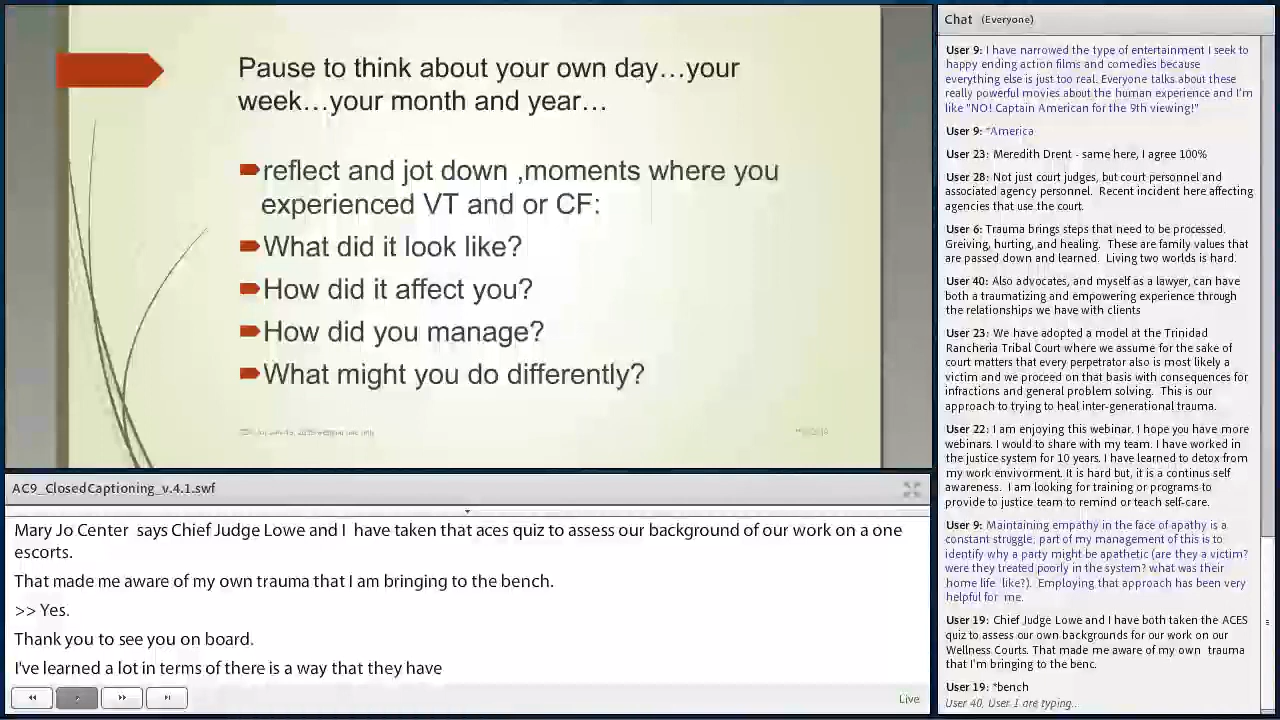 Pause to think about your own day…your
week…your month and year…
reflect and jot down ,moments where you
experienced VT and or CF:
What did it look like?
How did it affect you?
How did you manage?
What might you do differently?
AC9_ClosedCaptioning_v.4.1.swf
Mary Jo Center  says Chief Judge Lowe and I  have taken that aces quiz to assess our background of our work on a one
escorts.
That made me aware of my own trauma that I am bringing to the bench.
>> Yes.
Thank you to see you on board.
I've learned a lot in terms of there is a way that they have
Live
Chat (Everyone)
User 9: I have narrowed the type of entertainment I seek to
happy ending action films and comedies because
everything else is just too real. Everyone talks about these
really powerful movies about the human experience and I'm
like "NO! Captain American for the 9th viewing!"
User 9: *America
User 23: Meredith Drent - same here, I agree 100%
User 28: Not just court judges, but court personnel and
associated agency personnel.  Recent incident here affecting
agencies that use the court.
User 6: Trauma brings steps that need to be processed.
Greiving, hurting, and healing.  These are family values that
are passed down and learned.  Living two worlds is hard.
User 40: Also advocates, and myself as a lawyer, can have
both a traumatizing and empowering experience through
the relationships we have with clients
User 23: We have adopted a model at the Trinidad
Rancheria Tribal Court where we assume for the sake of
court matters that every perpetrator also is most likely a
victim and we proceed on that basis with consequences for
infractions and general problem solving.  This is our
approach to trying to heal inter-generational trauma.
User 22: I am enjoying this webinar. I hope you have more
webinars. I would to share with my team. I have worked in
the justice system for 10 years. I have learned to detox from
my work envivorment. It is hard but, it is a continus self
awareness.  I am looking for training or programs to
provide to justice team to remind or teach self-care.
User 9: Maintaining empathy in the face of apathy is a
constant struggle; part of my management of this is to
identify why a party might be apathetic (are they a victim?
were they treated poorly in the system? what was their
home life  like?).  Employing that approach has been very
helpful for  me.
User 19: Chief Judge Lowe and I have both taken the ACES
quiz to assess our own backgrounds for our work on our
Wellness Courts. That made me aware of my own  trauma
that I'm bringing to the benc.
User 19: *bench
User 40, User 1 are typing...